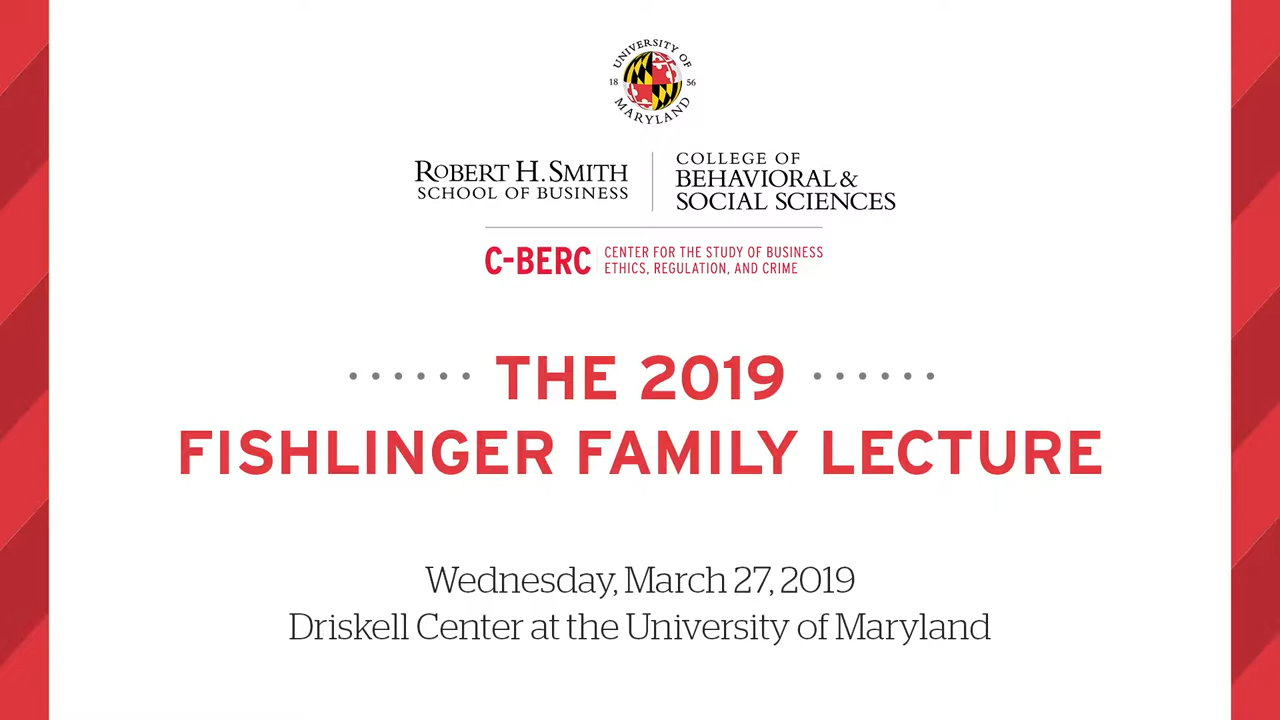 UNIVERSITY OF
18 56
MARYLAND
ROBERT H. SMITH
SCHOOL OF BUSINESS
COLLEGE OF
BEHAVIORAL &
SOCIAL SCIENCES
C-BERC
CENTER FOR THE STUDY OF BUSINESS
ETHICS, REGULATION, AND CRIME
THE 2019
FISHLINGER FAMILY LECTURE
Wednesday, March 27, 2019
Driskell Center at the University of Maryland